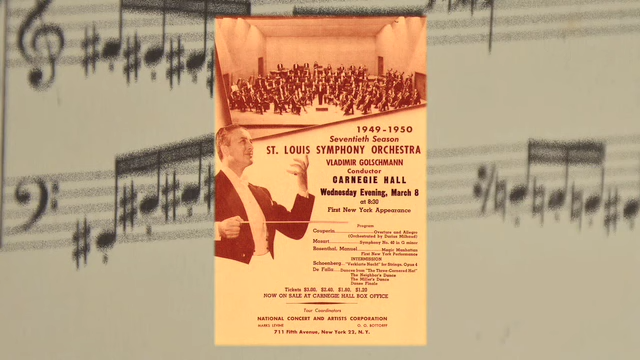 1949-1950
Seventieth Season
ST. LOUIS SYMPHONY ORCHESTRA
VLADIMIR GOLSCHMANN
Conductor
CARNEGIE HALL
Wednesday Evening, March 8
at 8:30
First New York Appearance
Program
Couperin Overture and Allegro
(Orchestrated by Darius Milhaud)
Mozart Symphony No. 40 in G minor
Rosenthal, Manuel Magic Manhattan
First New York Performance
INTERMISSION
Schoenberg "Verklärte Nacht" for Strings, Opus 4
De Falla Dances from "The Three-Cornered Hat"
The Neighbor's Dance
The Miller's Dance
Danse Finale
Tickets $3.00, $2.40, $1.80, $1.20
NOW ON SALE AT CARNEGIE HALL BOX OFFICE
Tour Coordinators
NATIONAL CONCERT AND ARTISTS CORPORATION
MARKS LEVINE O. O. BOTTORFF
711 Fifth Avenue, New York 22, N. Y.